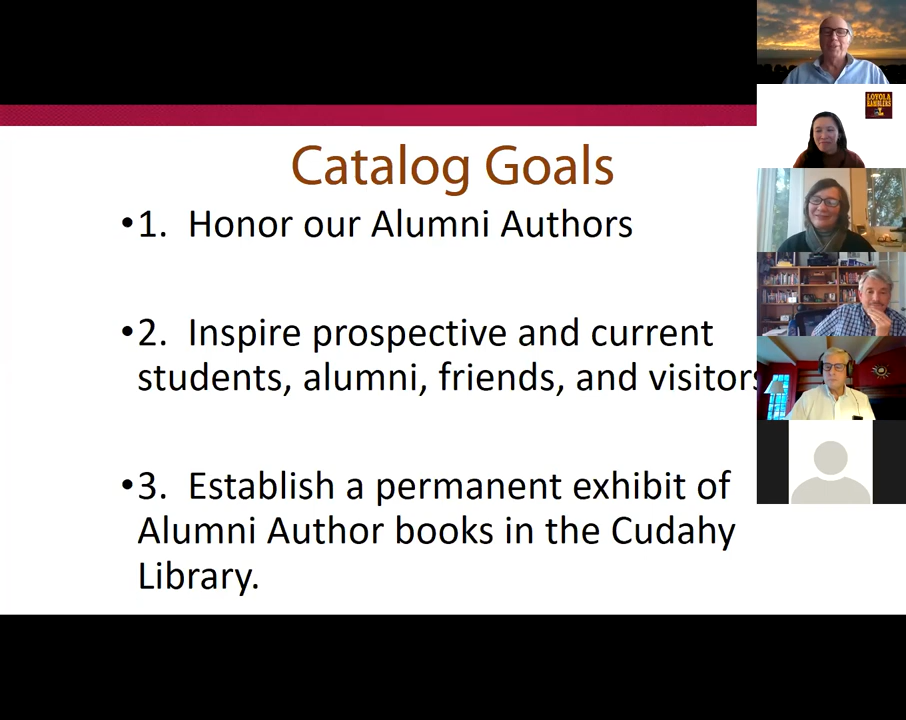 Catalog Goals
•1. Honor our Alumni Authors
•2. Inspire prospective and current
students, alumni, friends, and visitors
•3. Establish a permanent exhibit of
Alumni Author books in the Cudahy
Library.
LOYOLA
RAMBLERS